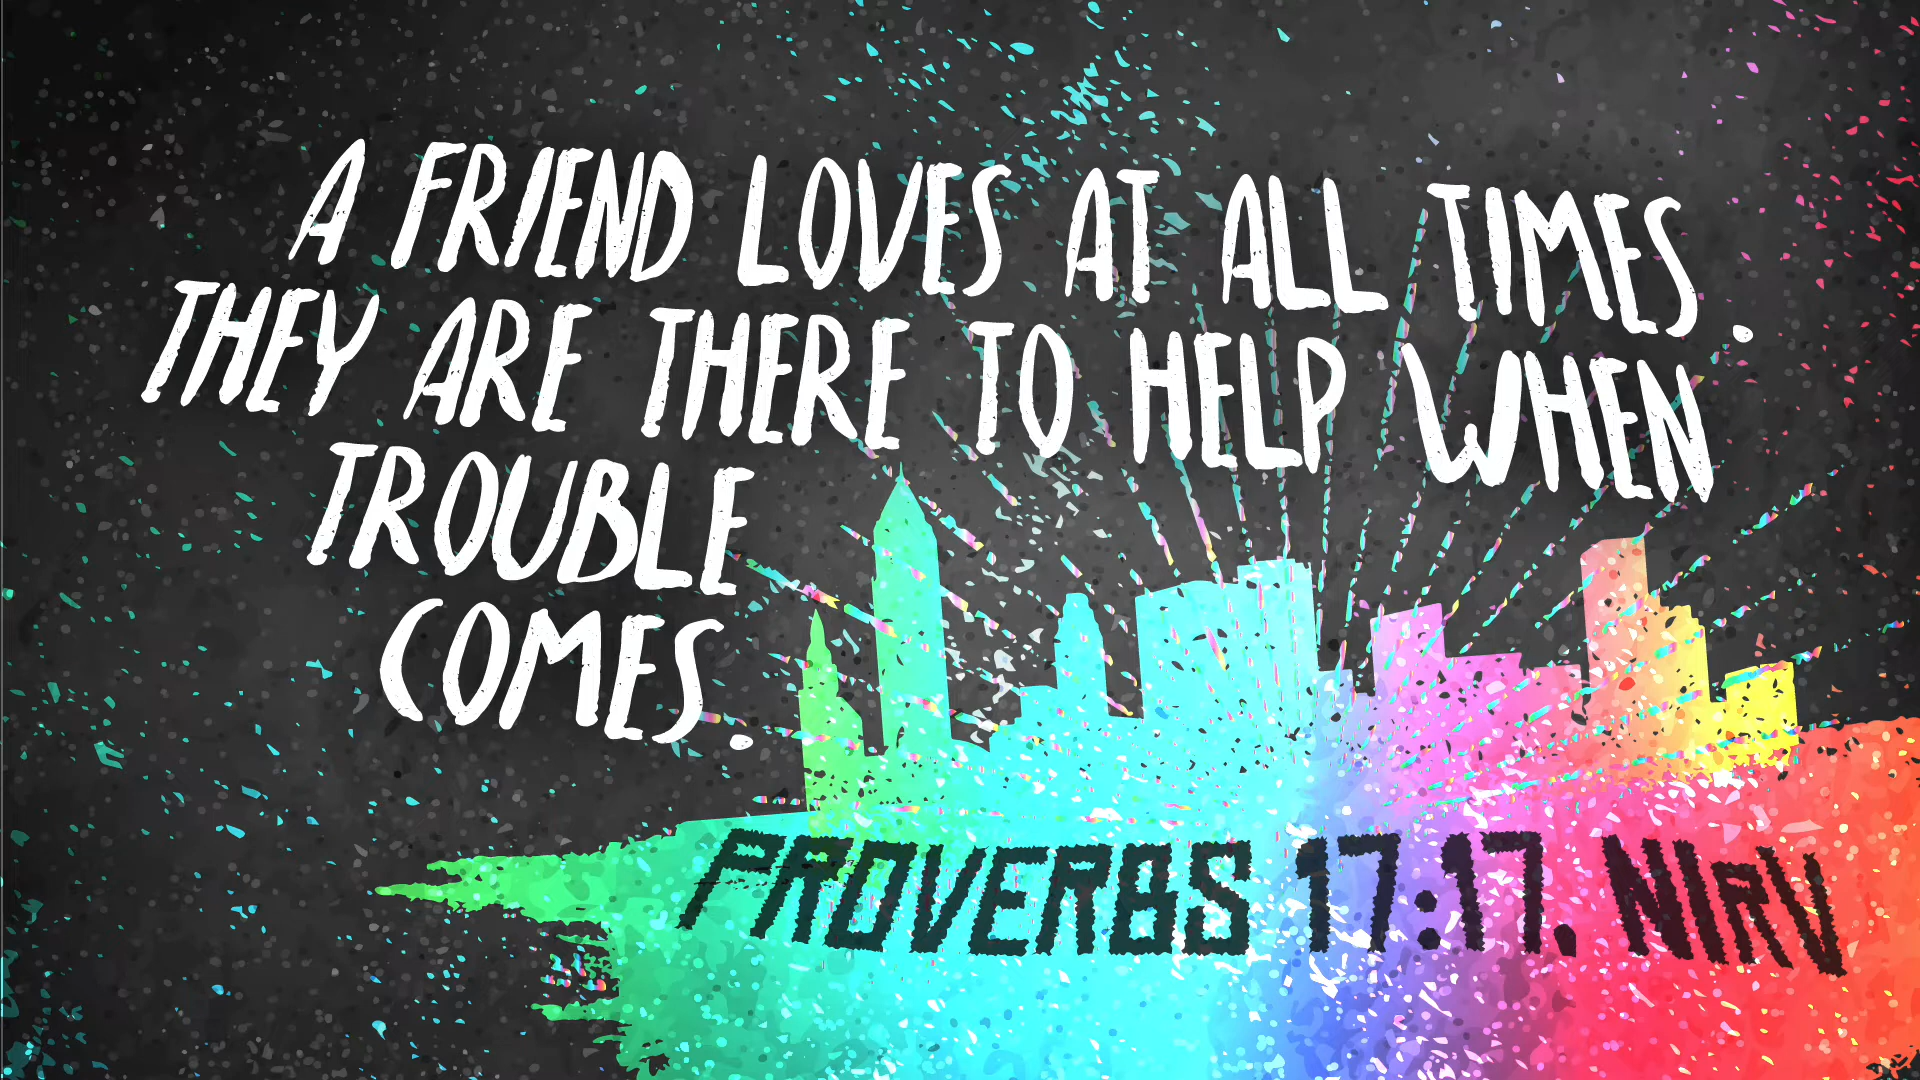 A FRIEND LOVES AT ALL TIMES.
THEY ARE THERE TO HELP WHEN
TROUBLE
COMES.
PROVERBS 17:17, NIRV